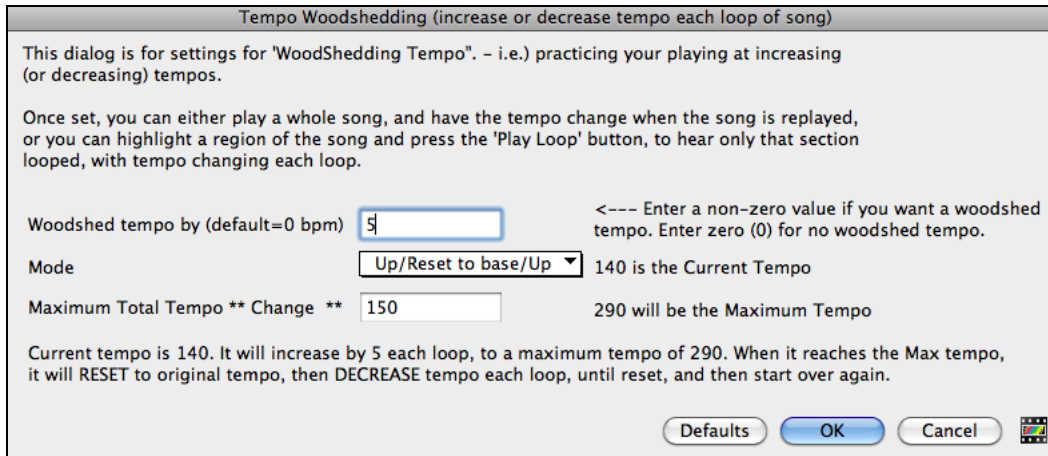 Tempo Woodshedding (increase or decrease tempo each loop of song)
This dialog is for settings for 'WoodShedding Tempo". - i.e.) practicing your playing at increasing
(or decreasing) tempos.
Once set, you can either play a whole song, and have the tempo change when the song is replayed,
or you can highlight a region of the song and press the 'Play Loop' button, to hear only that section
looped, with tempo changing each loop.
Woodshed tempo by (default=0 bpm) 5 <--- Enter a non-zero value if you want a woodshed
tempo. Enter zero (0) for no woodshed tempo.
Mode Up/Reset to base/Up 140 is the Current Tempo
Maximum Total Tempo ** Change ** 150 290 will be the Maximum Tempo
Current tempo is 140. It will increase by 5 each loop, to a maximum tempo of 290. When it reaches the Max tempo,
it will RESET to original tempo, then DECREASE tempo each loop, until reset, and then start over again.
Defaults OK Cancel